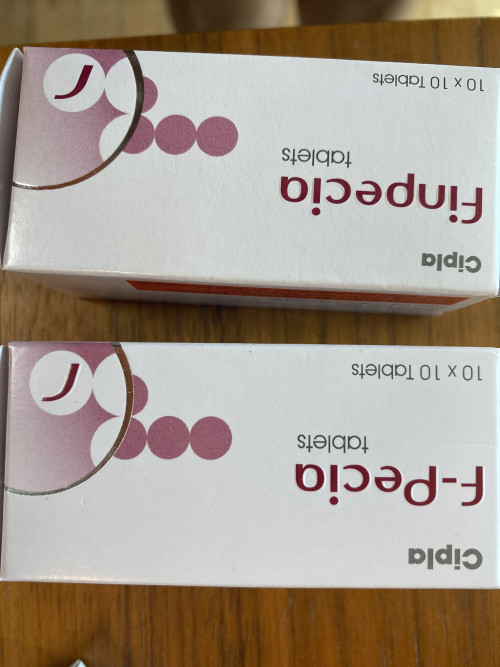 Cipla
finpecia
tablets
10 x 10 Tablets
Cipla
f-Pecia
tablets
10 x 10 Tablets